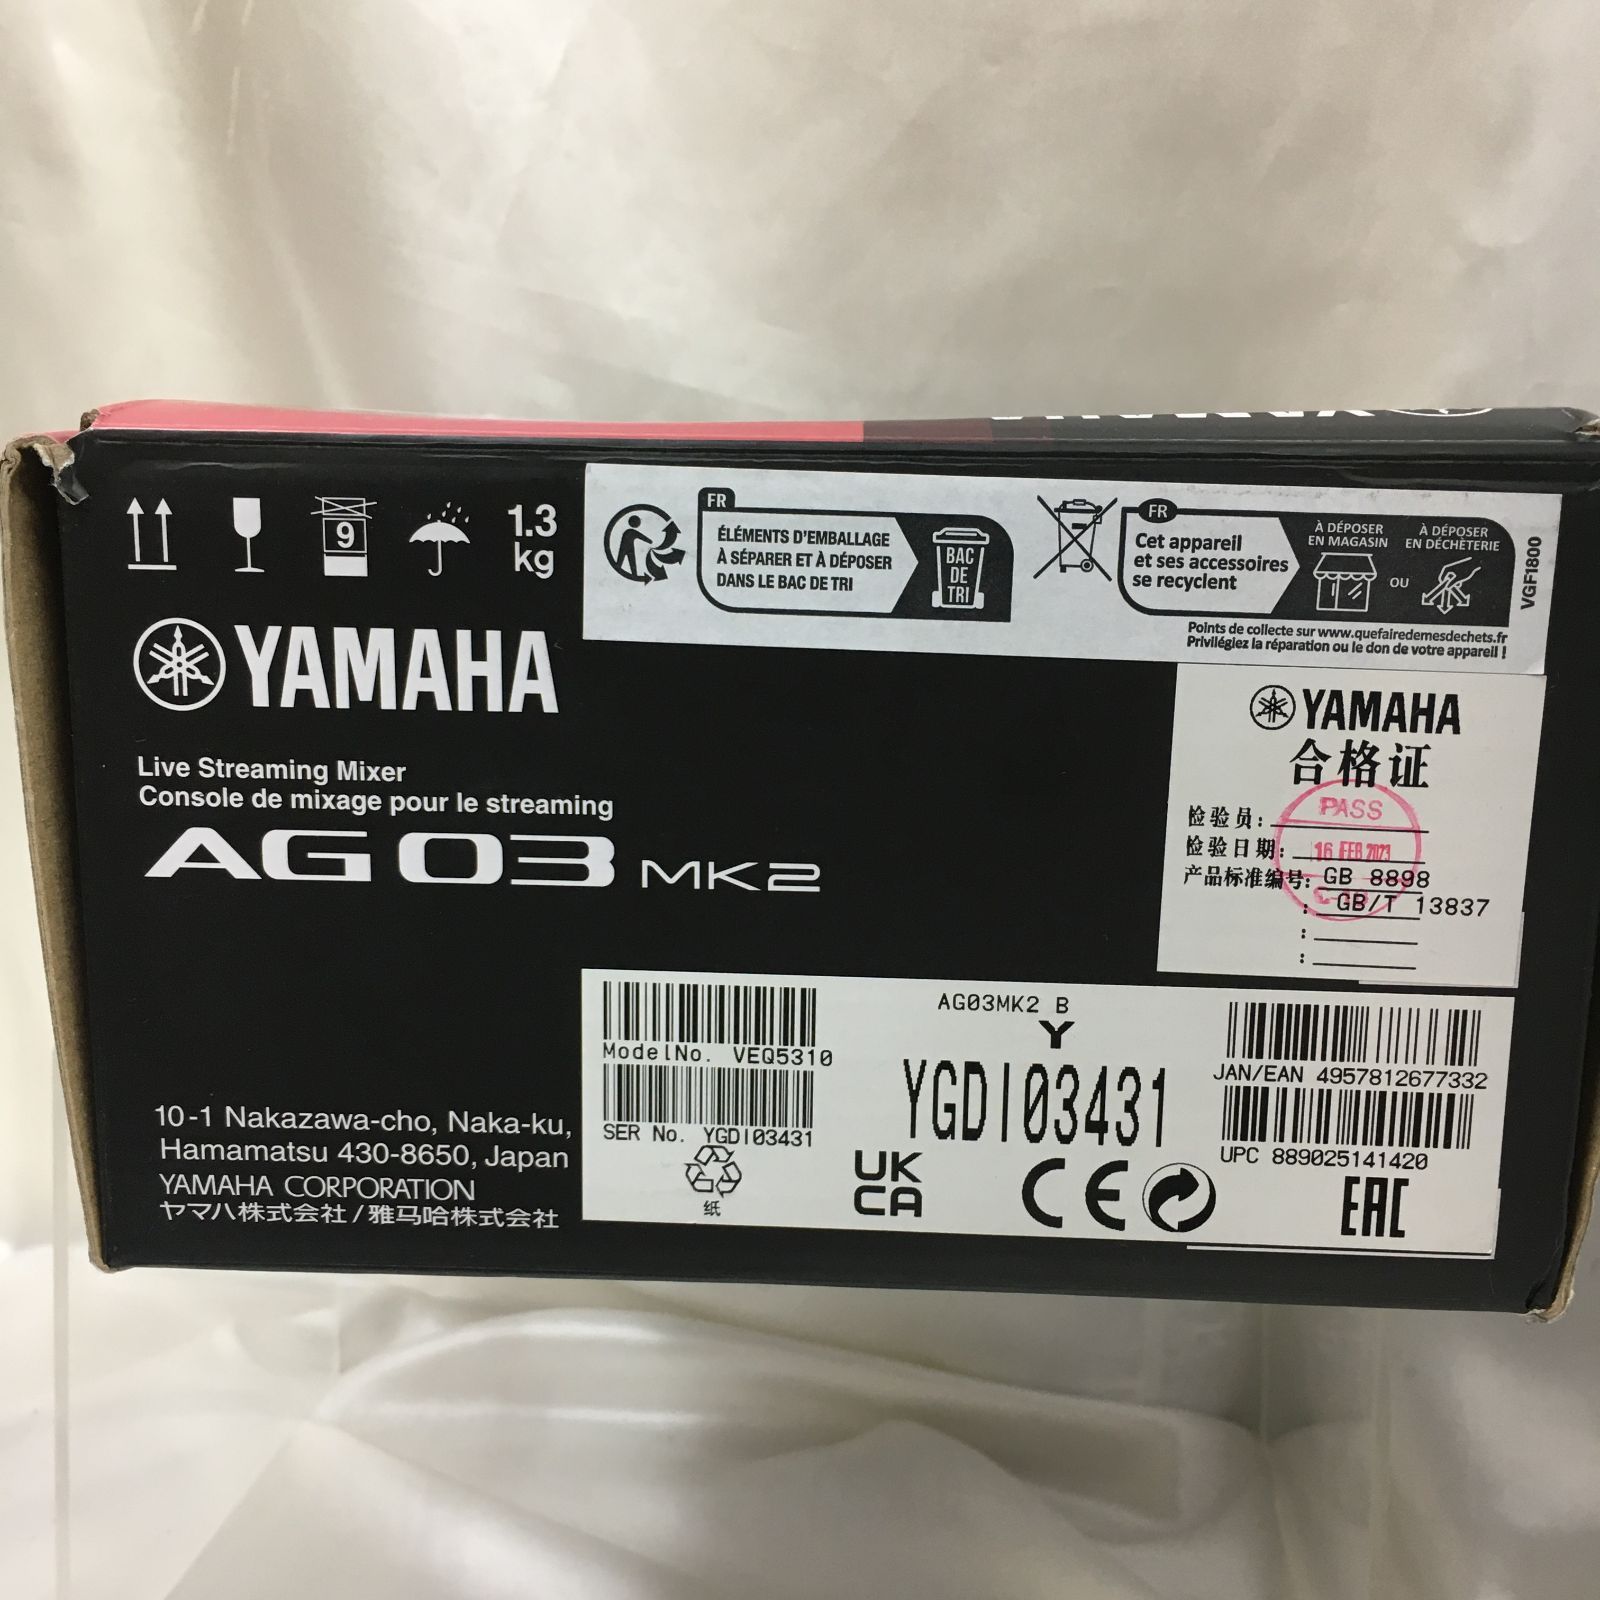 YAMAHA
9
1.3
kg
FR
ÉLÉMENTS D'EMBALLAGE
À SÉPARER ET À DÉPOSER
DANS LE BAC DE TRI
BAC
DE
TRI
FR
Cet appareil
et ses accessoires
se recyclent
À DÉPOSER
EN MAGASIN
OU
À DÉPOSER
EN DÉCHÈTERIE
VGF1800
Points de collecte sur www.quefairedemesdechets.fr
Privilégiez la réparation ou le don de votre appareil !
YAMAHA
Live Streaming Mixer
Console de mixage pour le streaming
AG03 MK2
YAMAHA
合格证
PASS
检验员:
检验日期: 16 FEB 2023
产品标准编号: GB 8898
: GB/T 13837
:
:
AG03MK2 B
Y
YGDI03431
ModelNo. VEQ5310
SER No. YGDI03431
纸
UK
CA
CE
JAN/EAN 4957812677332
UPC 889025141420
EAC
10-1 Nakazawa-cho, Naka-ku,
Hamamatsu 430-8650, Japan
YAMAHA CORPORATION
ヤマハ株式会社/雅马哈株式会社